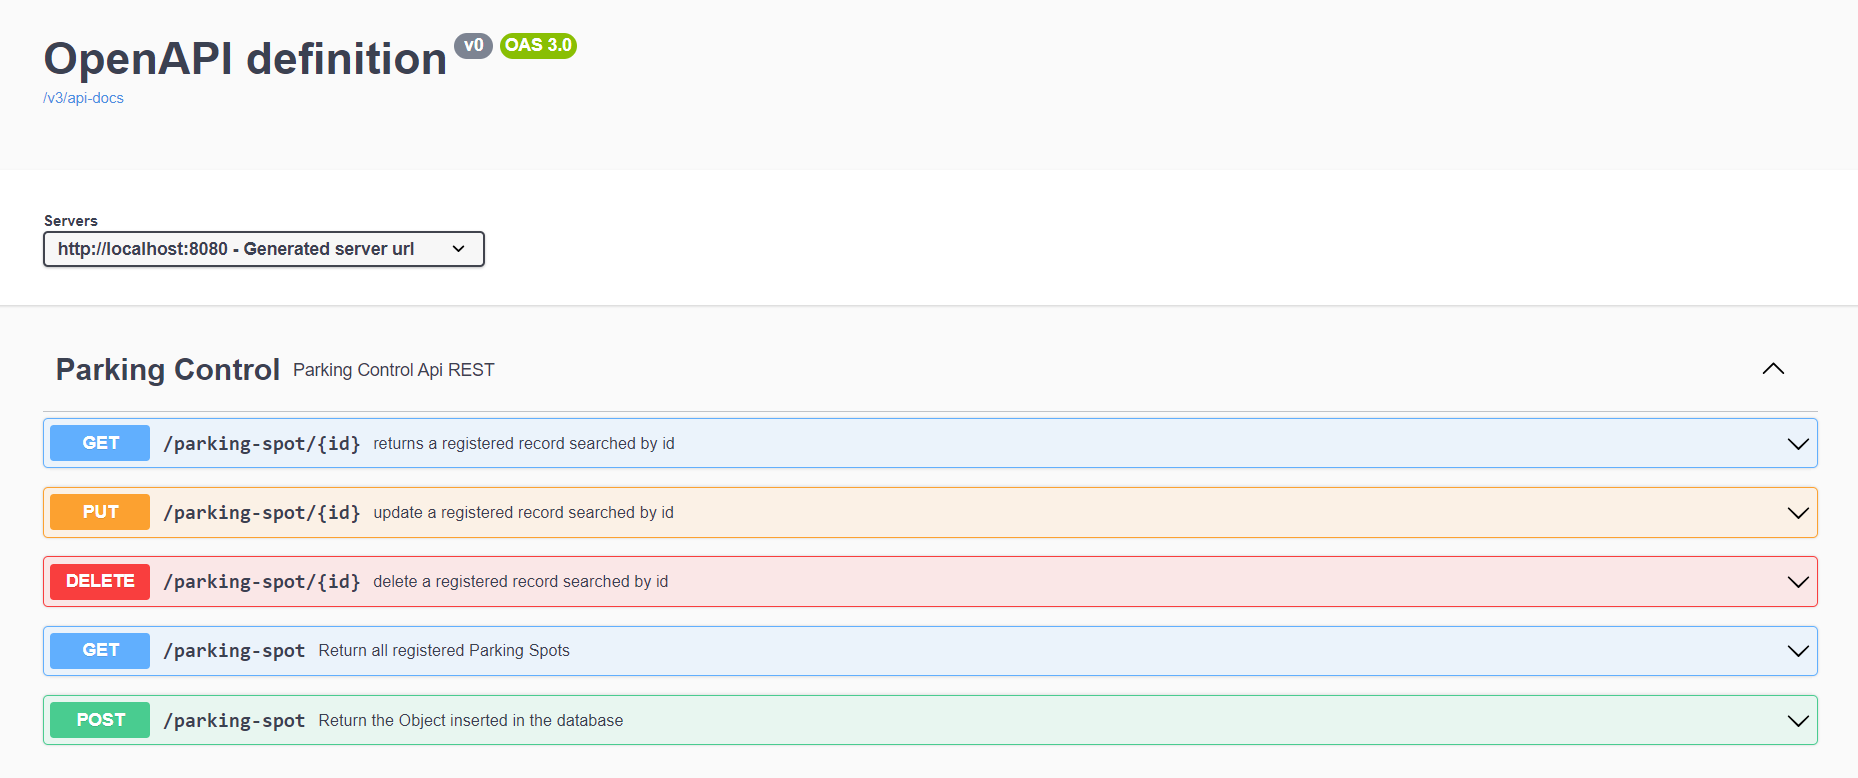 OpenAPI definition v0 OAS 3.0
/v3/api-docs
Servers
http://localhost:8080 - Generated server url
Parking Control Parking Control Api REST
GET /parking-spot/{id} returns a registered record searched by id
PUT /parking-spot/{id} update a registered record searched by id
DELETE /parking-spot/{id} delete a registered record searched by id
GET /parking-spot Return all registered Parking Spots
POST /parking-spot Return the Object inserted in the database